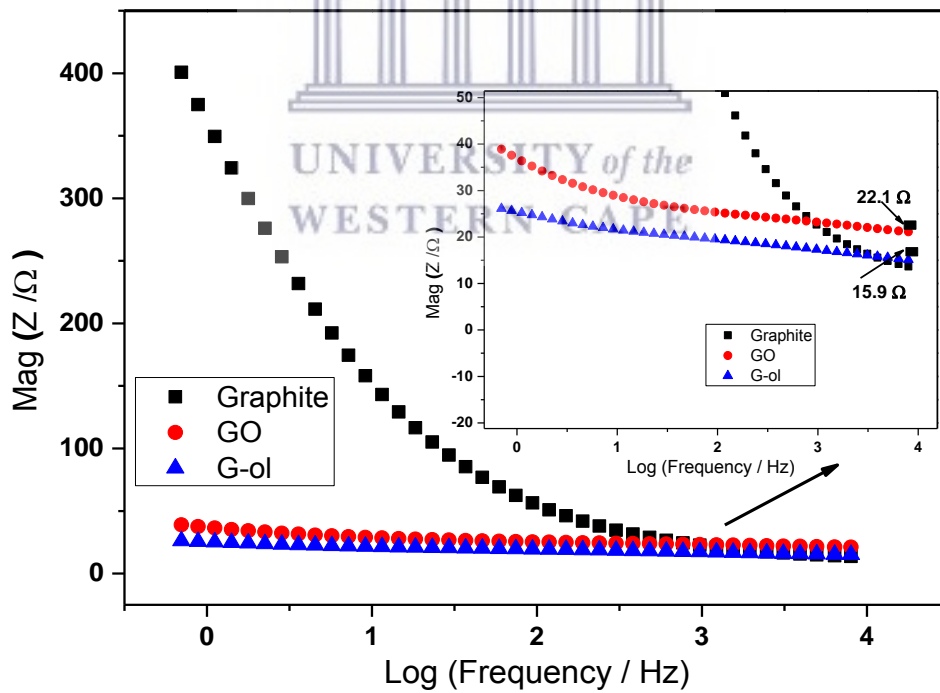 UNIVERSITY of the
WESTERN CAPE
400
300
200
100
0
Mag (Z /Ω)
0 1 2 3 4
Log (Frequency / Hz)
Graphite
GO
G-ol
50
40
30
20
10
0
-10
-20
Mag (Z /Ω)
22.1 Ω
15.9 Ω
Graphite
GO
G-ol
0 1 2 3 4
Log (Frequency / Hz)